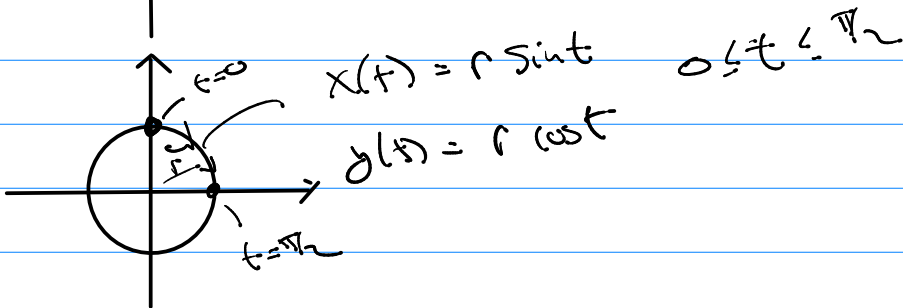 t=0
x(t) = r sint 0 ≤ t ≤ π/2
y(t) = r cost
t=π/2